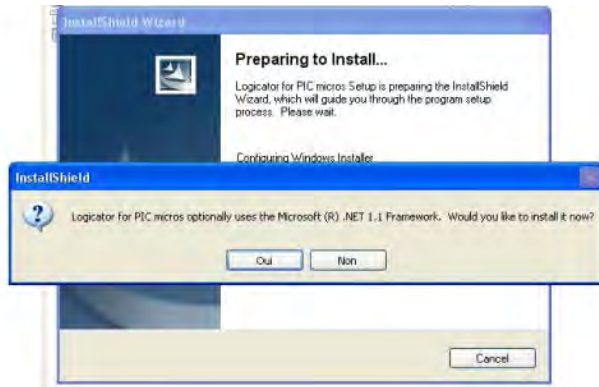 InstallShield Wizard
Preparing to Install...
Logicator for PIC micros Setup is preparing the InstallShield
Wizard, which will guide you through the program setup
process. Please wait.
Configuring Windows Installer
InstallShield
Logicator for PIC micros optionally uses the Microsoft (R) .NET 1.1 Framework. Would you like to install it now?
Oui
Non
Cancel